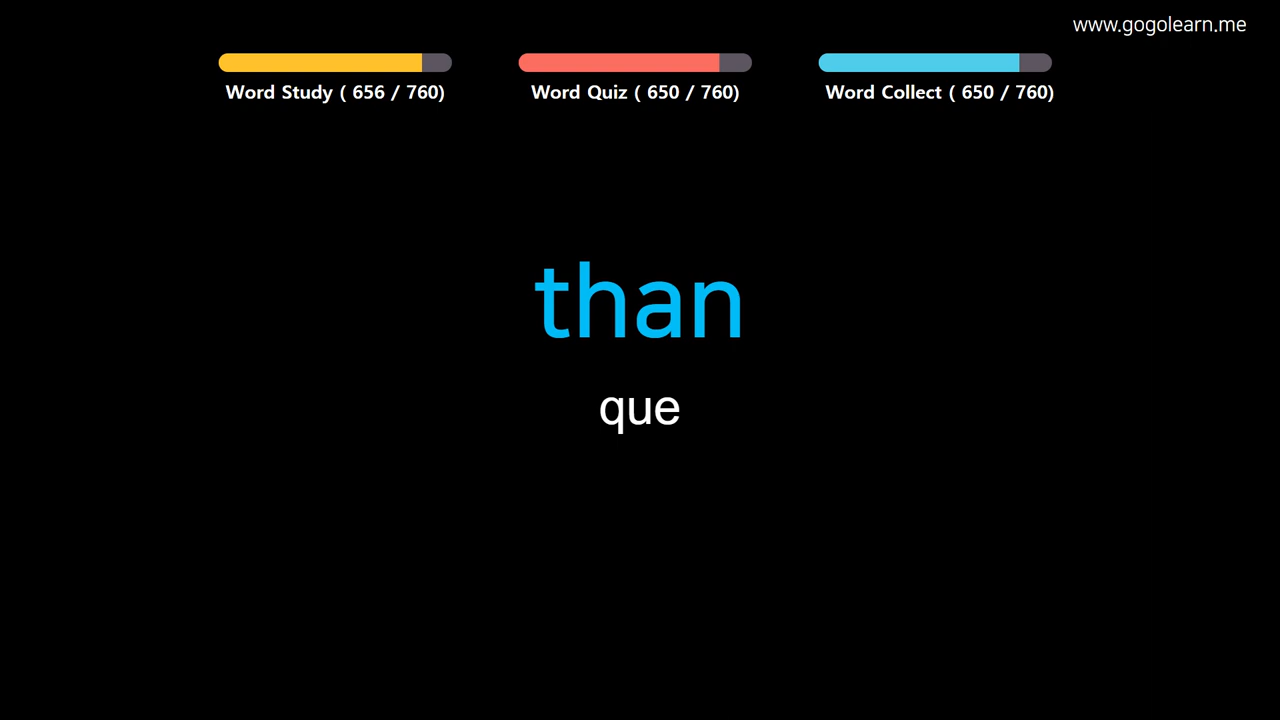 www.gogolearn.me
Word Study ( 656 / 760)
Word Quiz ( 650 / 760)
Word Collect ( 650 / 760)
than
que